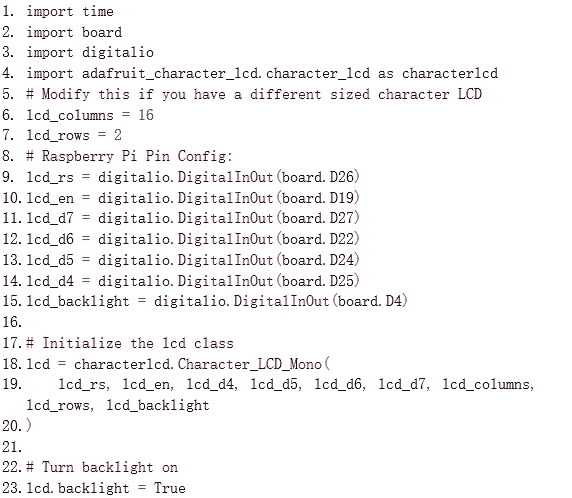 1. import time
2. import board
3. import digitalio
4. import adafruit_character_lcd.character_lcd as characterlcd
5. # Modify this if you have a different sized character LCD
6. lcd_columns = 16
7. lcd_rows = 2
8. # Raspberry Pi Pin Config:
9. lcd_rs = digitalio.DigitalInOut(board.D26)
10. lcd_en = digitalio.DigitalInOut(board.D19)
11. lcd_d7 = digitalio.DigitalInOut(board.D27)
12. lcd_d6 = digitalio.DigitalInOut(board.D22)
13. lcd_d5 = digitalio.DigitalInOut(board.D24)
14. lcd_d4 = digitalio.DigitalInOut(board.D25)
15. lcd_backlight = digitalio.DigitalInOut(board.D4)
16.
17. # Initialize the lcd class
18. lcd = characterlcd.Character_LCD_Mono(
19.     lcd_rs, lcd_en, lcd_d4, lcd_d5, lcd_d6, lcd_d7, lcd_columns,
lcd_rows, lcd_backlight
20. )
21.
22. # Turn backlight on
23. lcd.backlight = True